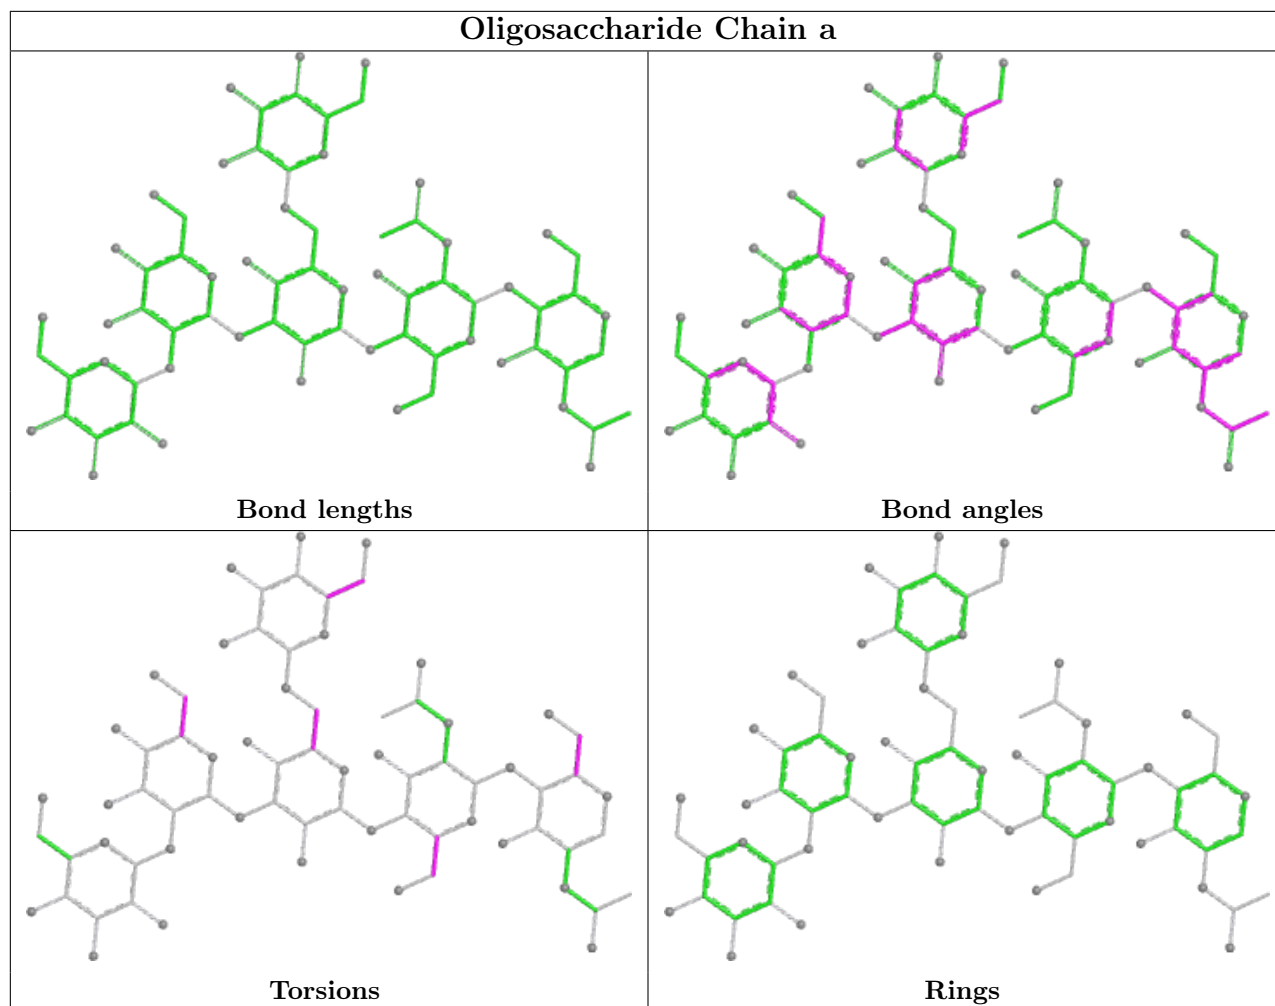 Oligosaccharide Chain a
Bond lengths
Bond angles
Torsions
Rings